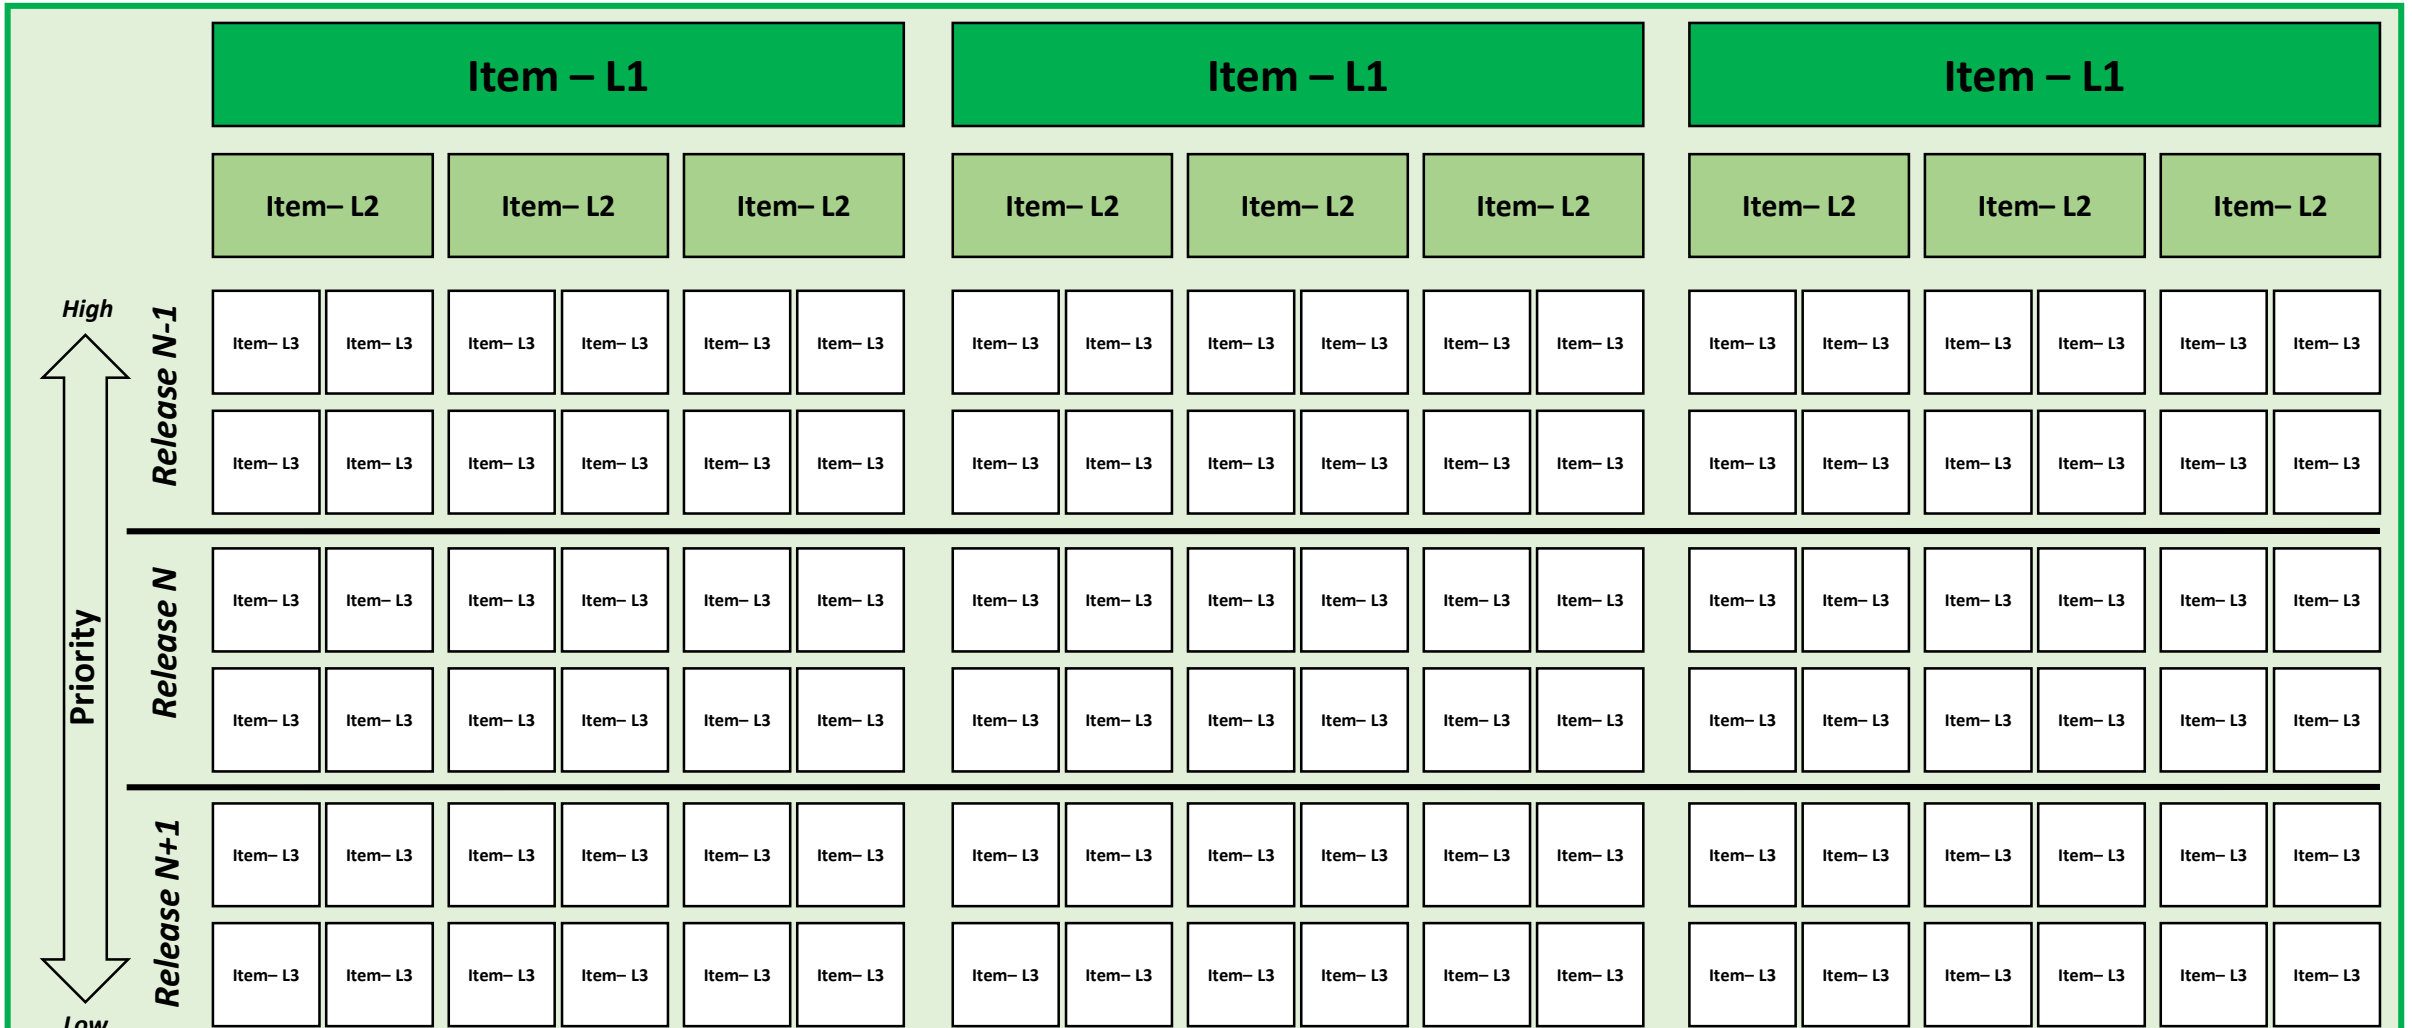 Item – L1 Item – L1 Item – L1
Item– L2 Item– L2 Item– L2 Item– L2 Item– L2 Item– L2 Item– L2 Item– L2 Item– L2
High
Priority
Low
Release N-1
Item– L3 Item– L3 Item– L3 Item– L3 Item– L3 Item– L3 Item– L3 Item– L3 Item– L3 Item– L3 Item– L3 Item– L3 Item– L3 Item– L3 Item– L3 Item– L3 Item– L3 Item– L3
Item– L3 Item– L3 Item– L3 Item– L3 Item– L3 Item– L3 Item– L3 Item– L3 Item– L3 Item– L3 Item– L3 Item– L3 Item– L3 Item– L3 Item– L3 Item– L3 Item– L3 Item– L3
Release N
Item– L3 Item– L3 Item– L3 Item– L3 Item– L3 Item– L3 Item– L3 Item– L3 Item– L3 Item– L3 Item– L3 Item– L3 Item– L3 Item– L3 Item– L3 Item– L3 Item– L3 Item– L3
Item– L3 Item– L3 Item– L3 Item– L3 Item– L3 Item– L3 Item– L3 Item– L3 Item– L3 Item– L3 Item– L3 Item– L3 Item– L3 Item– L3 Item– L3 Item– L3 Item– L3 Item– L3
Release N+1
Item– L3 Item– L3 Item– L3 Item– L3 Item– L3 Item– L3 Item– L3 Item– L3 Item– L3 Item– L3 Item– L3 Item– L3 Item– L3 Item– L3 Item– L3 Item– L3 Item– L3 Item– L3
Item– L3 Item– L3 Item– L3 Item– L3 Item– L3 Item– L3 Item– L3 Item– L3 Item– L3 Item– L3 Item– L3 Item– L3 Item– L3 Item– L3 Item– L3 Item– L3 Item– L3 Item– L3